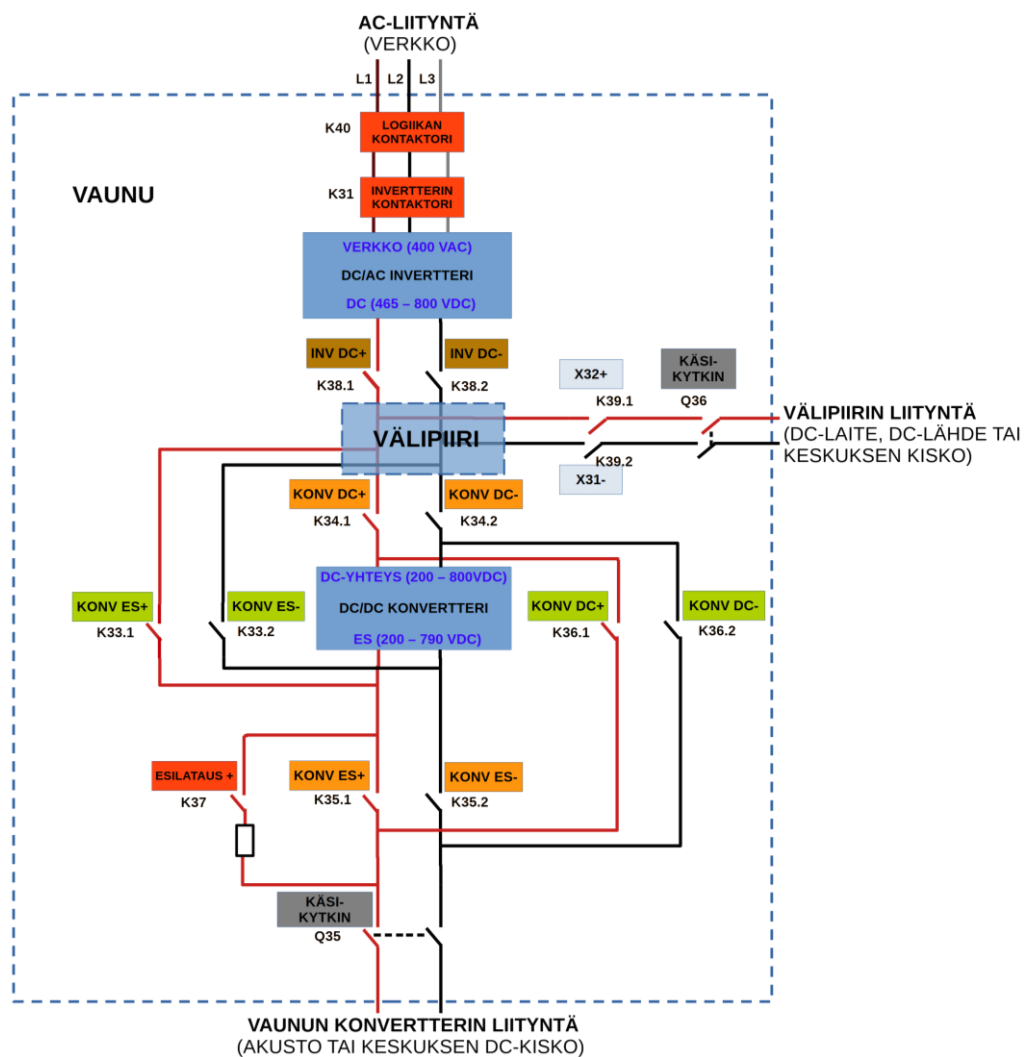 AC-LIITYNTÄ
(VERKKO)
L1
L2
L3
K40
LOGIIKAN
KONTAKTORI
VAUNU
K31
INVERTTERIN
KONTAKTORI
VERKKO (400 VAC)
DC/AC INVERTTERI
DC (465 – 800 VDC)
INV DC+
K38.1
INV DC-
K38.2
X32+
K39.1
KÄSI-
KYTKIN
Q36
VÄLIPIIRI
VÄLIPIIRIN LIITYNTÄ
(DC-LAITE, DC-LÄHDE TAI
KESKUKSEN KISKO)
K39.2
X31-
KONV DC+
K34.1
KONV DC-
K34.2
DC-YHTEYS (200 – 800VDC)
DC/DC KONVERTTERI
ES (200 – 790 VDC)
KONV ES+
K33.1
KONV ES-
K33.2
KONV DC+
K36.1
KONV DC-
K36.2
ESILATAUS +
K37
KONV ES+
K35.1
KONV ES-
K35.2
KÄSI-
KYTKIN
Q35
VAUNUN KONVERTTERIN LIITYNTÄ
(AKUSTO TAI KESKUKSEN DC-KISKO)